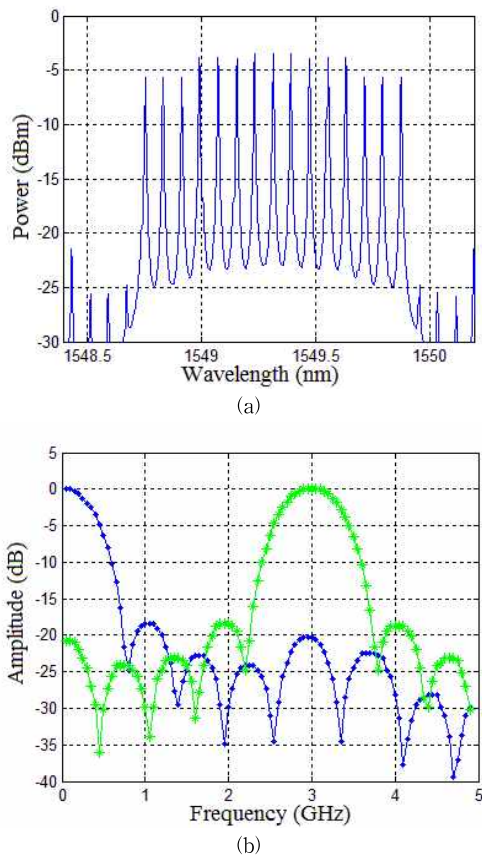 0
-5
-10
-15
-20
-25
-30
Power (dBm)
1548.5 1549 1549.5 1550
Wavelength (nm)
(a)
5
0
-5
-10
-15
-20
-25
-30
-35
-40
Amplitude (dB)
0 1 2 3 4 5
Frequency (GHz)
(b)